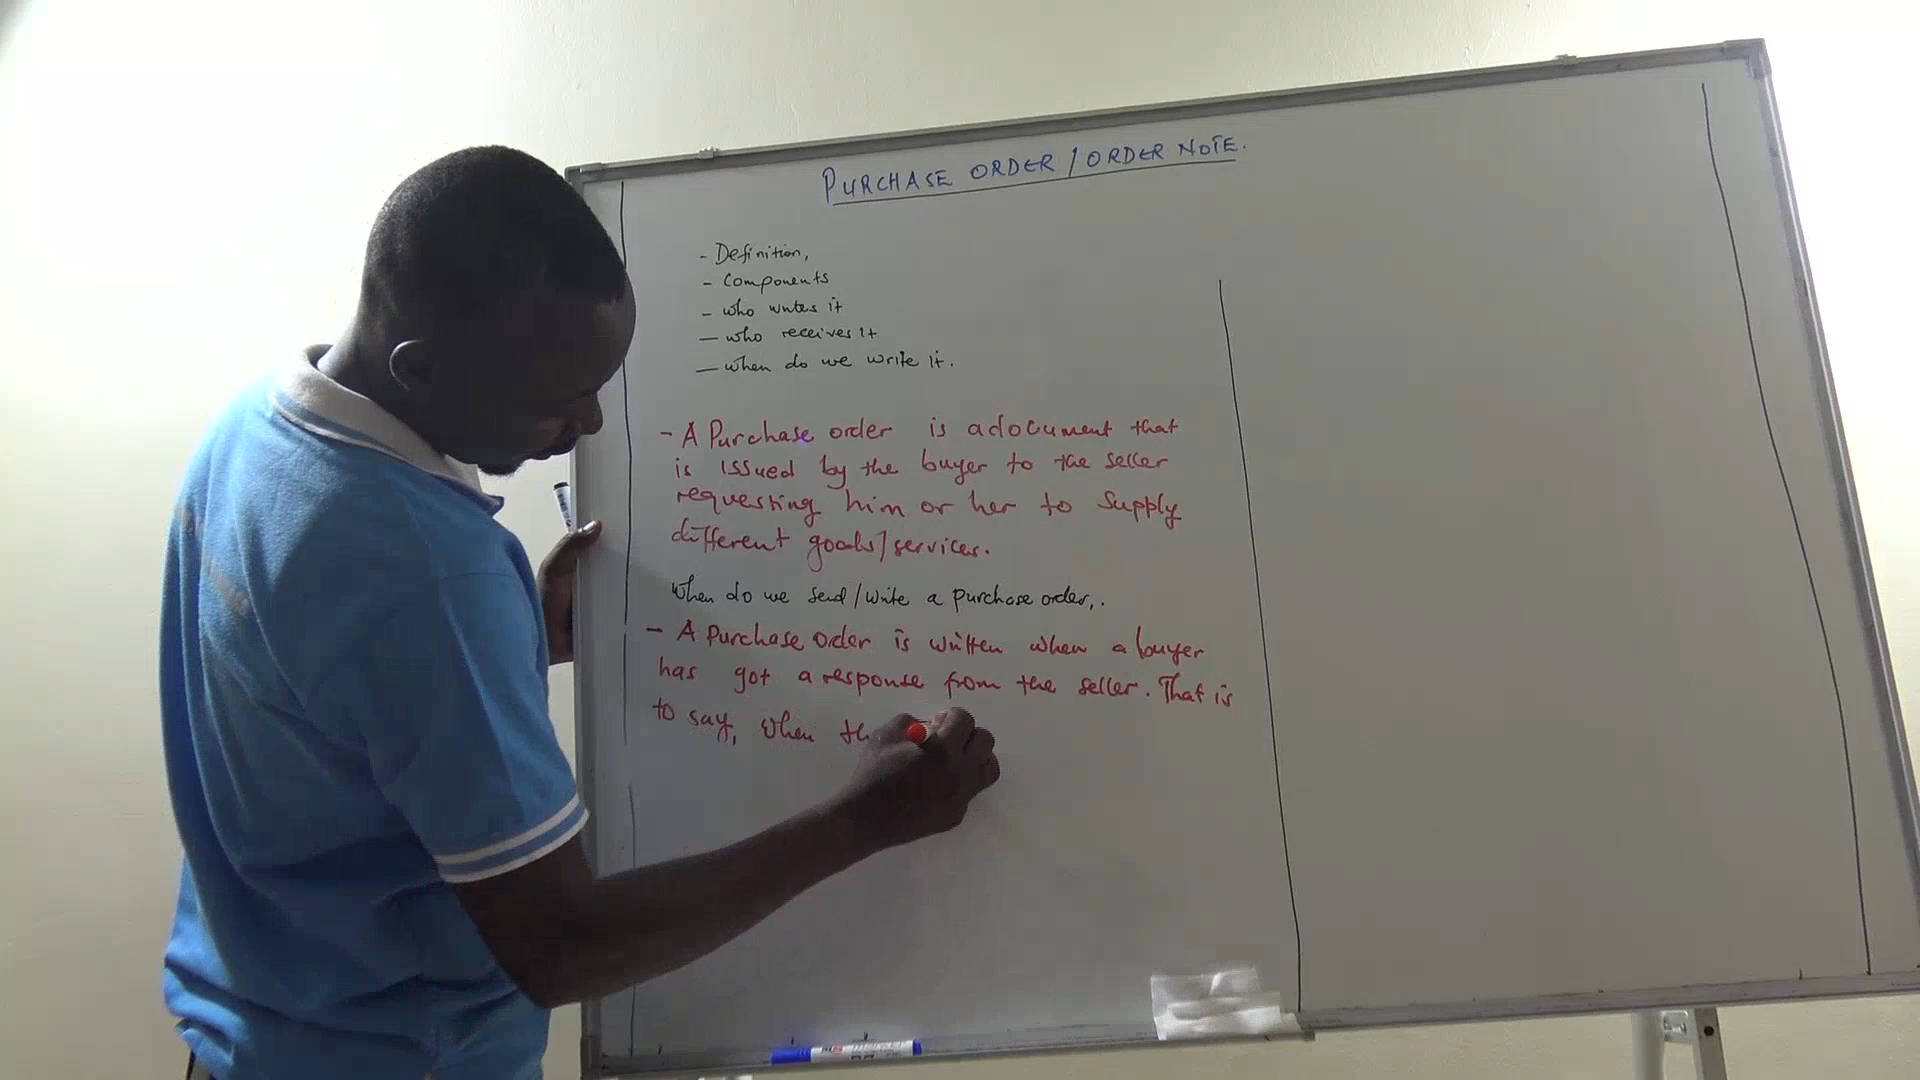 PURCHASE ORDER / ORDER NOTE.
- Definition,
- Components
- who writes it
- who receives it
- when do we write it.
- A Purchase order is a document that
is issued by the buyer to the seller
requesting him or her to supply
different goods/services.
When do we send/write a purchase order,.
- A purchase order is written when a buyer
has got a response from the seller. That is
to say, when th